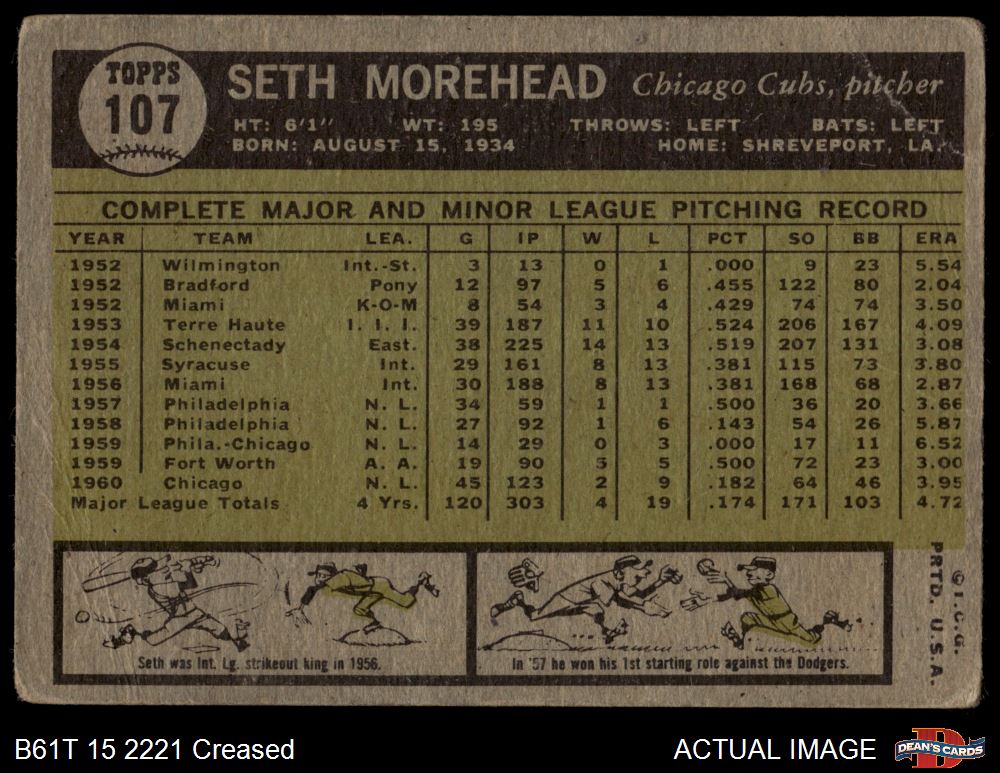 TOPPS
107
SETH MOREHEAD Chicago Cubs, pitcher
HT: 6'1" WT: 195 THROWS: LEFT BATS: LEFT
BORN: AUGUST 15, 1934 HOME: SHREVEPORT, LA.
COMPLETE MAJOR AND MINOR LEAGUE PITCHING RECORD
YEAR TEAM LEA. G IP W L PCT SO BB ERA
1952 Wilmington Int.-St. 3 13 0 1 .000 9 23 5.54
1952 Bradford Pony 12 97 5 6 .455 122 80 2.04
1952 Miami K-O-M 8 54 3 4 .429 74 74 3.50
1953 Terre Haute I. I. I. 39 187 11 10 .524 206 167 4.09
1954 Schenectady East. 38 225 14 13 .519 207 131 3.08
1955 Syracuse Int. 29 161 8 13 .381 115 73 3.80
1956 Miami Int. 30 188 8 13 .381 168 68 2.87
1957 Philadelphia N. L. 34 59 1 1 .500 36 20 3.66
1958 Philadelphia N. L. 27 92 1 6 .143 54 26 5.87
1959 Phila.-Chicago N. L. 14 29 0 3 .000 17 11 6.52
1959 Fort Worth A. A. 19 90 5 5 .500 72 23 3.00
1960 Chicago N. L. 45 123 2 9 .182 64 46 3.95
Major League Totals 4 Yrs. 120 303 4 19 .174 171 103 4.72
Seth was Int. Lg. strikeout king in 1956.
In '57 he won his 1st starting role against the Dodgers.
© T. C. G.
PRTD. U.S.A.
B61T 15 2221 Creased
ACTUAL IMAGE
DEAN'S CARDS